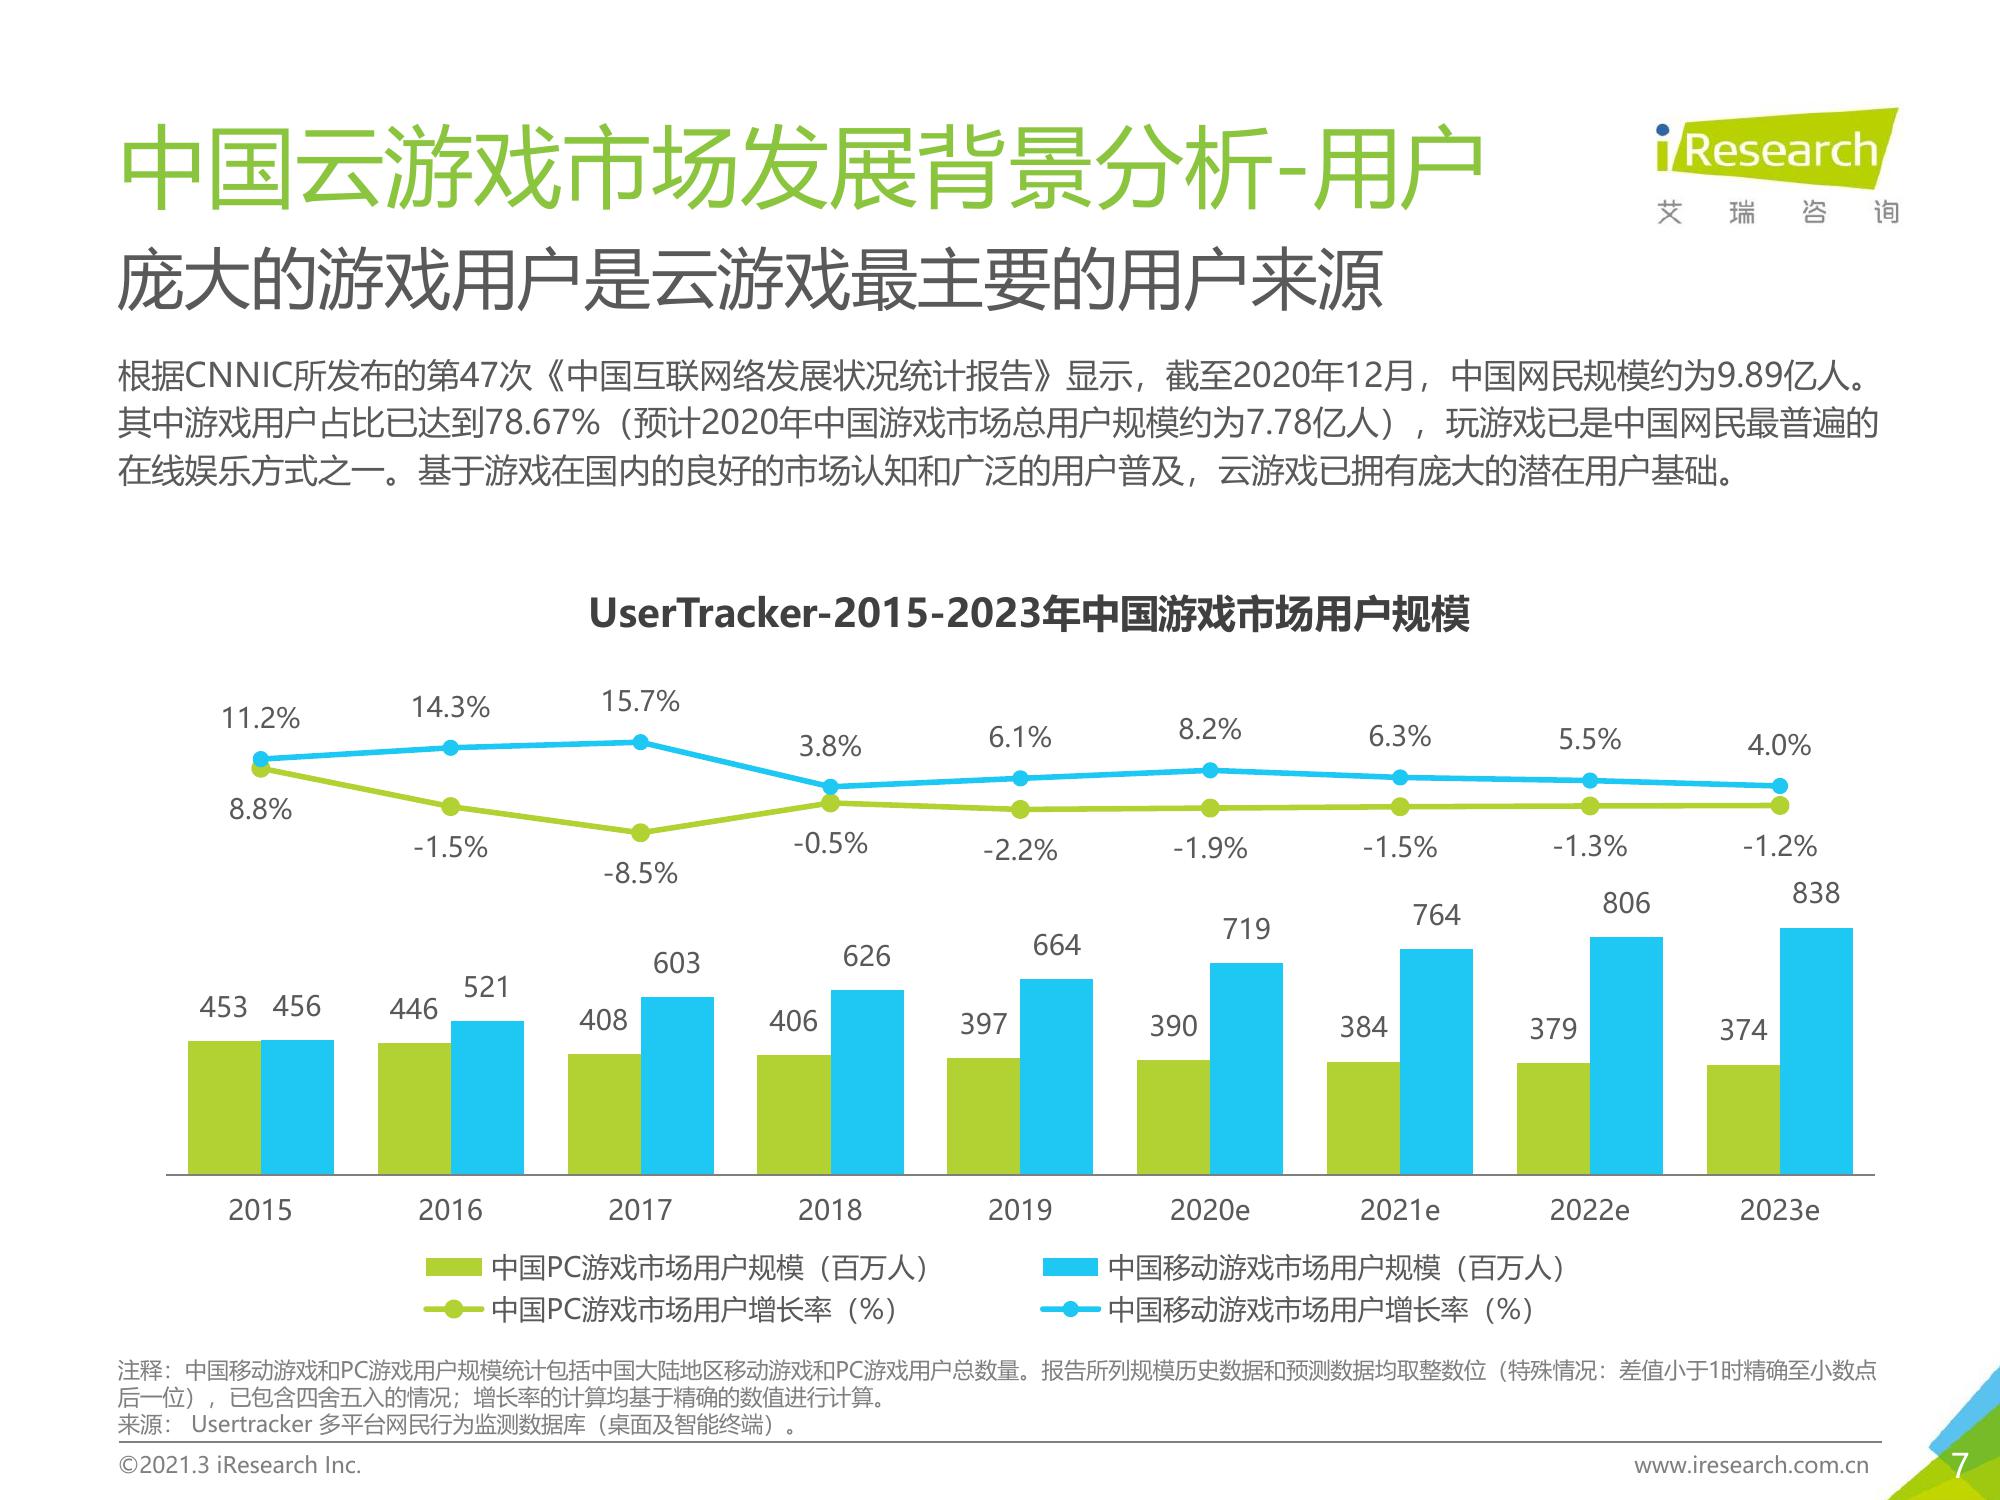 中国云游戏市场发展背景分析-用户
iResearch
艾瑞咨询
庞大的游戏用户是云游戏最主要的用户来源
根据CNNIC所发布的第47次《中国互联网络发展状况统计报告》显示，截至2020年12月，中国网民规模约为9.89亿人。
其中游戏用户占比已达到78.67%（预计2020年中国游戏市场总用户规模约为7.78亿人），玩游戏已是中国网民最普遍的
在线娱乐方式之一。基于游戏在国内的良好的市场认知和广泛的用户普及，云游戏已拥有庞大的潜在用户基础。
UserTracker-2015-2023年中国游戏市场用户规模
11.2% 14.3% 15.7% 3.8% 6.1% 8.2% 6.3% 5.5% 4.0%
8.8% -1.5% -8.5% -0.5% -2.2% -1.9% -1.5% -1.3% -1.2%
453 456 446 521 408 603 406 626 397 664 390 719 384 764 379 806 374 838
2015 2016 2017 2018 2019 2020e 2021e 2022e 2023e
中国PC游戏市场用户规模（百万人） 中国移动游戏市场用户规模（百万人）
中国PC游戏市场用户增长率（%） 中国移动游戏市场用户增长率（%）
注释：中国移动游戏和PC游戏用户规模统计包括中国大陆地区移动游戏和PC游戏用户总数量。报告所列规模历史数据和预测数据均取整数位（特殊情况：差值小于1时精确至小数点
后一位），已包含四舍五入的情况；增长率的计算均基于精确的数值进行计算。
来源： Usertracker 多平台网民行为监测数据库（桌面及智能终端）。
©2021.3 iResearch Inc. www.iresearch.com.cn 7